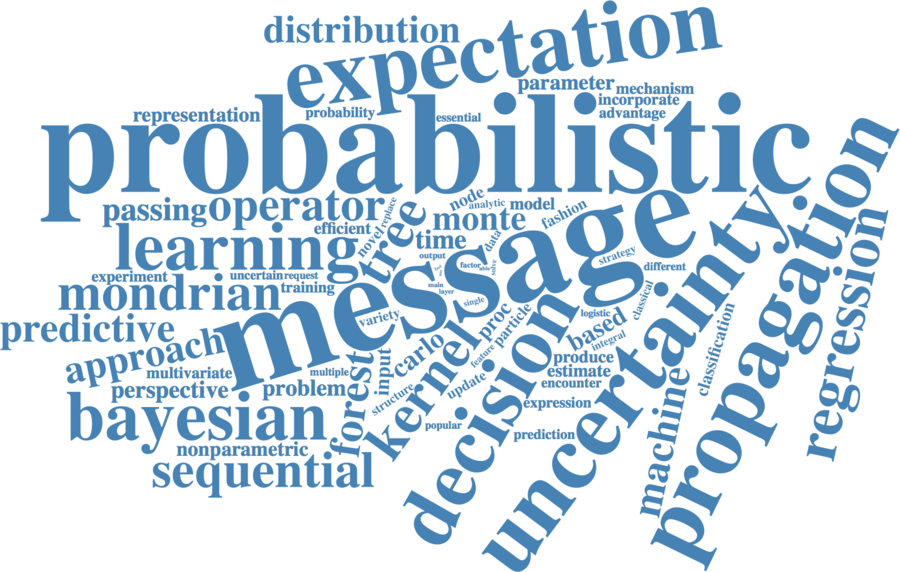 distribution
expectation
parameter
mechanism
incorporate
advantage
representation
probability
essential
probabilistic
propagation
regression
passing
operator
efficient
novel
replace
tree
node
analytic
model
monte
fashion
data
time
learning
message
uncertainty
output
factor
able
solve
strategy
different
experiment
uncertain
request
training
main
layer
single
classical
mondrian
variety
predictive
approach
carlo
kernel
proc
particle
feature
logistic
based
integral
classification
decision
forest
input
multivariate
multiple
perspective
problem
structure
update
produce
estimate
encounter
machine
bayesian
popular
expression
prediction
nonparametric
sequential